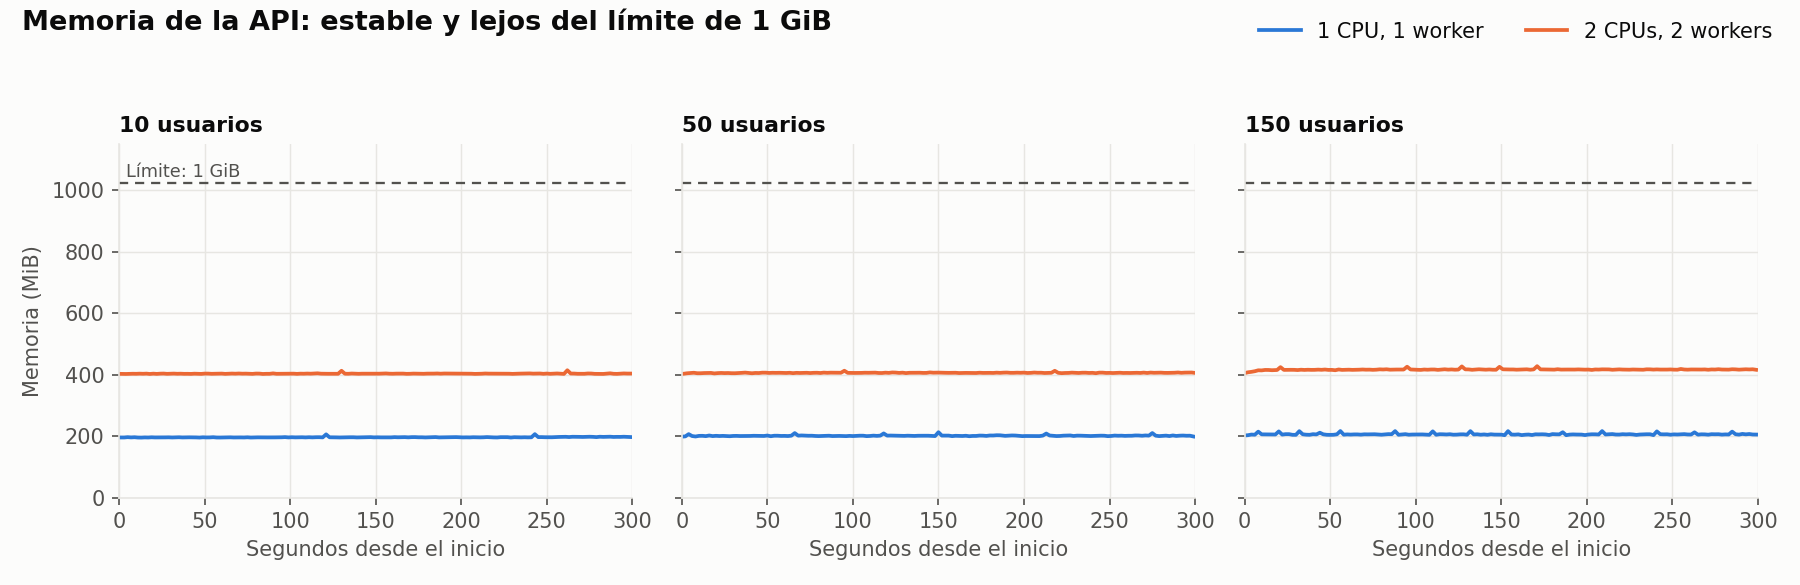 Memoria de la API: estable y lejos del límite de 1 GiB
1 CPU, 1 worker
2 CPUs, 2 workers
10 usuarios
50 usuarios
150 usuarios
Límite: 1 GiB
Memoria (MiB)
1000
800
600
400
200
0
0 50 100 150 200 250 300
0 50 100 150 200 250 300
0 50 100 150 200 250 300
Segundos desde el inicio
Segundos desde el inicio
Segundos desde el inicio